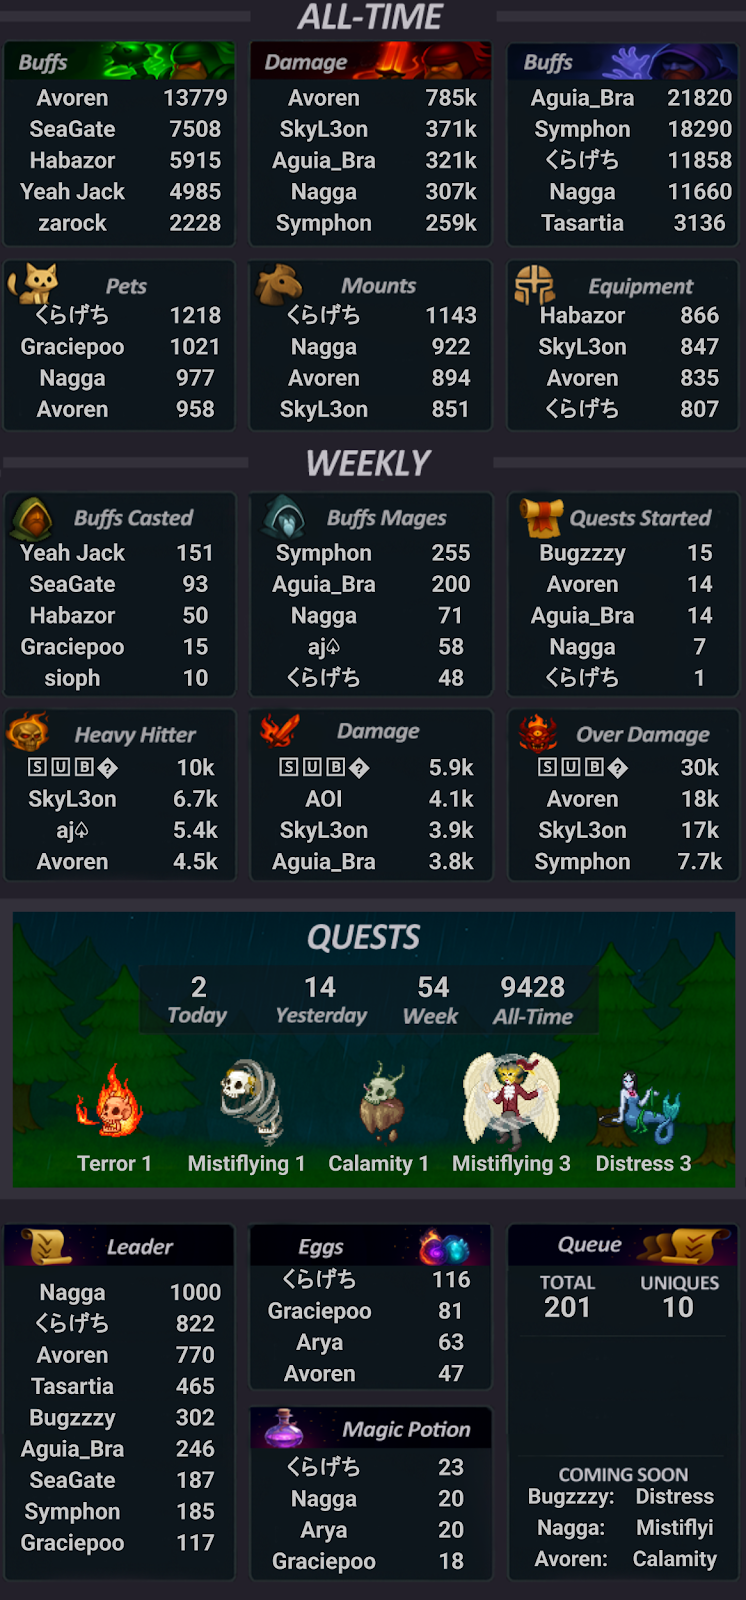 ALL-TIME
Buffs
Avoren 13779
SeaGate 7508
Habazor 5915
Yeah Jack 4985
zarock 2228
Damage
Avoren 785k
SkyL3on 371k
Aguia_Bra 321k
Nagga 307k
Symphon 259k
Buffs
Aguia_Bra 21820
Symphon 18290
くらげち 11858
Nagga 11660
Tasartia 3136
Pets
くらげち 1218
Graciepoo 1021
Nagga 977
Avoren 958
Mounts
くらげち 1143
Nagga 922
Avoren 894
SkyL3on 851
Equipment
Habazor 866
SkyL3on 847
Avoren 835
くらげち 807
WEEKLY
Buffs Casted
Yeah Jack 151
SeaGate 93
Habazor 50
Graciepoo 15
sioph 10
Buffs Mages
Symphon 255
Aguia_Bra 200
Nagga 71
aj♤ 58
くらげち 48
Quests Started
Bugzzzy 15
Avoren 14
Aguia_Bra 14
Nagga 7
くらげち 1
Heavy Hitter
🅂🅄🄱� 10k
SkyL3on 6.7k
aj♤ 5.4k
Avoren 4.5k
Damage
🅂🅄🄱� 5.9k
AOI 4.1k
SkyL3on 3.9k
Aguia_Bra 3.8k
Over Damage
🅂🅄🄱� 30k
Avoren 18k
SkyL3on 17k
Symphon 7.7k
QUESTS
2 14 54 9428
Today Yesterday Week All-Time
Terror 1 Mistiflying 1 Calamity 1 Mistiflying 3 Distress 3
Leader
Nagga 1000
くらげち 822
Avoren 770
Tasartia 465
Bugzzzy 302
Aguia_Bra 246
SeaGate 187
Symphon 185
Graciepoo 117
Eggs
くらげち 116
Graciepoo 81
Arya 63
Avoren 47
Magic Potion
くらげち 23
Nagga 20
Arya 20
Graciepoo 18
Queue
TOTAL UNIQUES
201 10
COMING SOON
Bugzzzy: Distress
Nagga: Mistiflyi
Avoren: Calamity